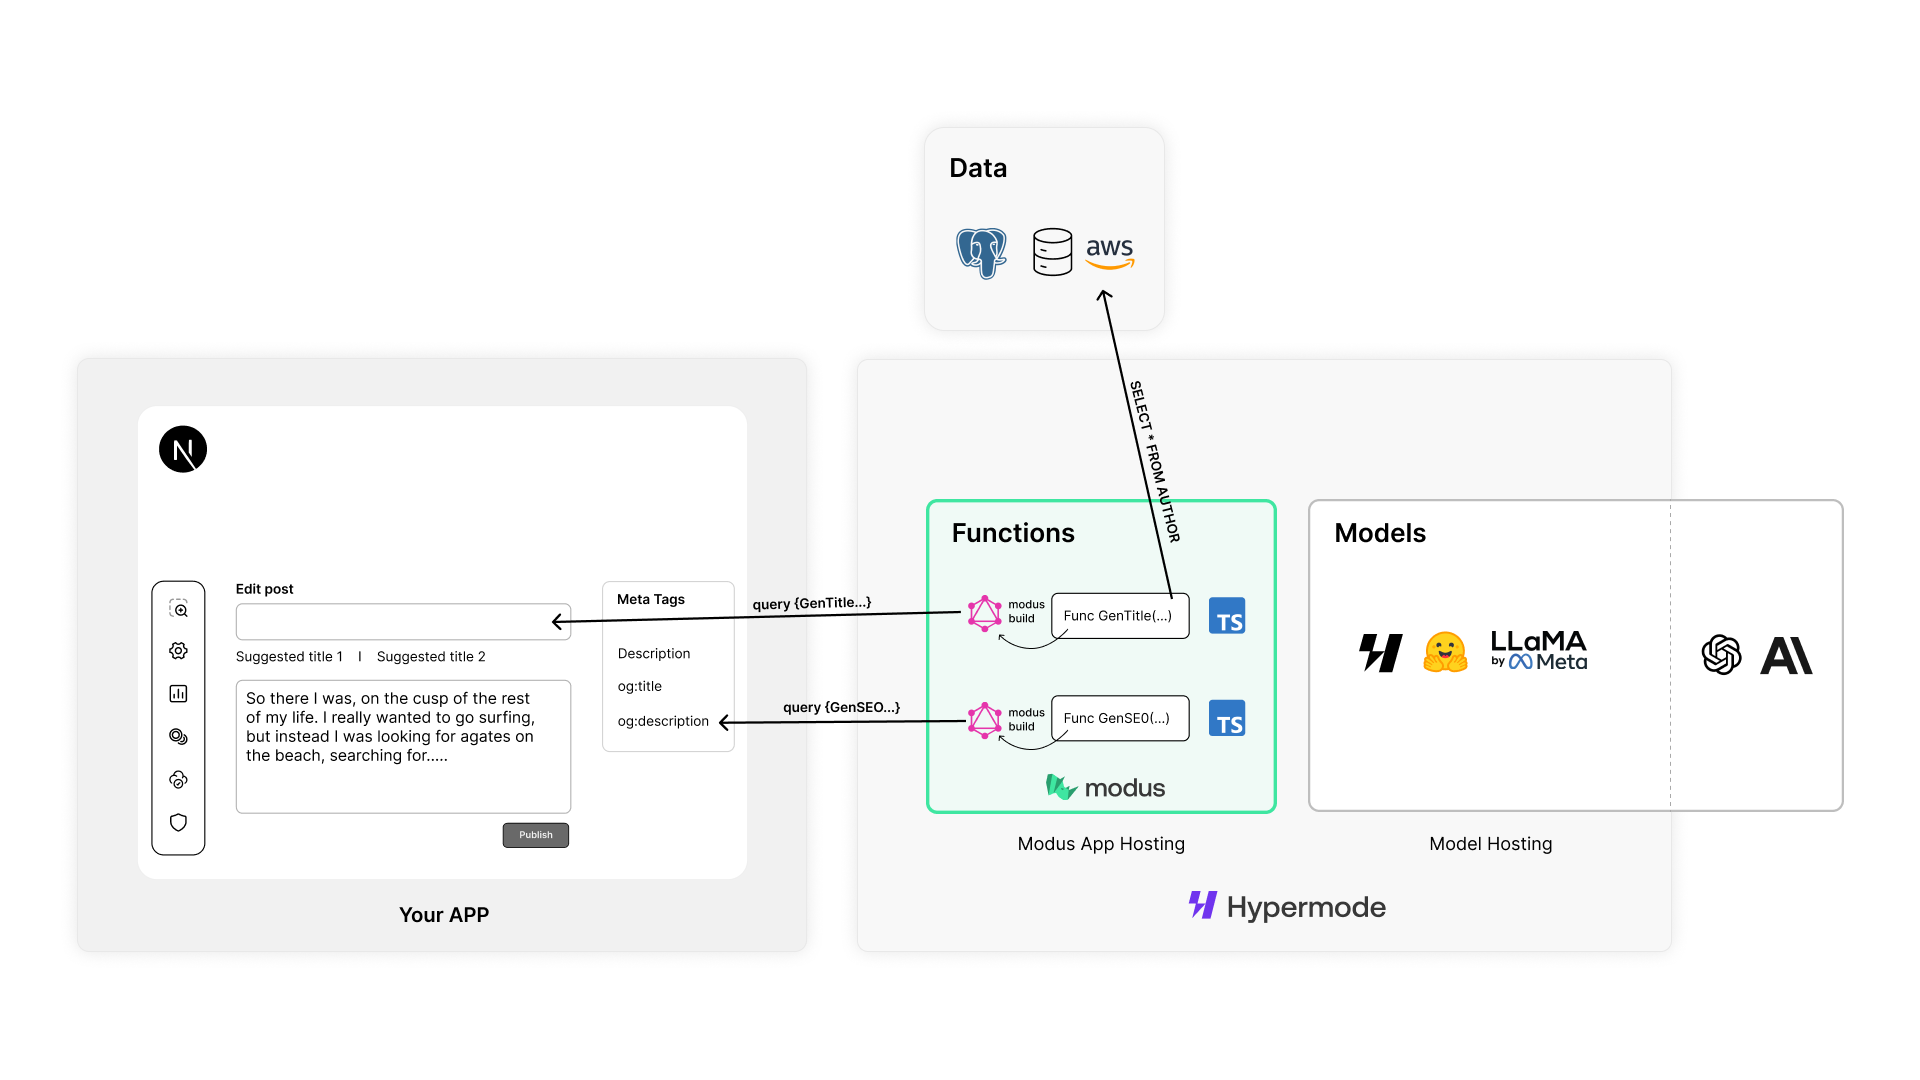 Data
aws
SELECT * FROM AUTHOR
N
Edit post
Suggested title 1 | Suggested title 2
So there I was, on the cusp of the rest
of my life. I really wanted to go surfing,
but instead I was looking for agates on
the beach, searching for.....
Publish
Meta Tags
Description
og:title
og:description
Your APP
query {GenTitle...}
query {GenSEO...}
Functions
modus
build
Func GenTitle(...)
TS
modus
build
Func GenSE0(...)
TS
modus
Modus App Hosting
Models
LLaMA
by Meta
AI
Model Hosting
Hypermode